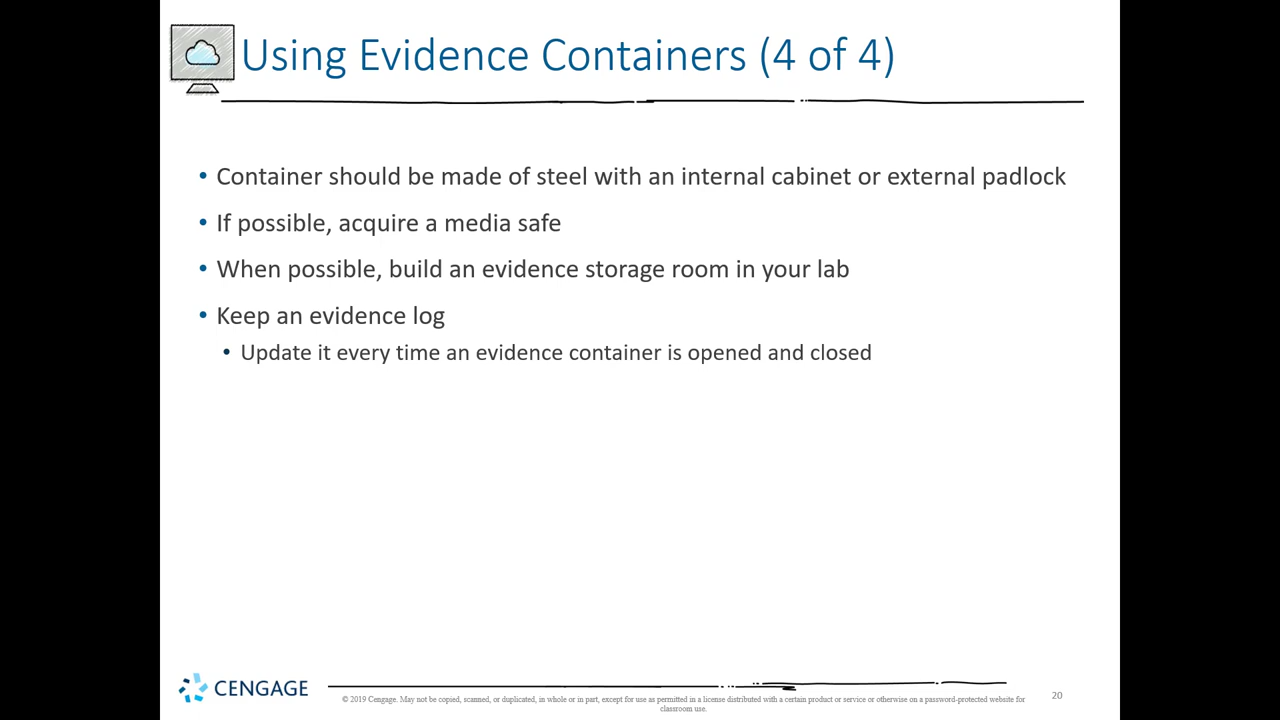 Using Evidence Containers (4 of 4)
• Container should be made of steel with an internal cabinet or external padlock
• If possible, acquire a media safe
• When possible, build an evidence storage room in your lab
• Keep an evidence log
• Update it every time an evidence container is opened and closed
CENGAGE
© 2019 Cengage. May not be copied, scanned, or duplicated, in whole or in part, except for use as permitted in a license distributed with a certain product or service or otherwise on a password-protected website for
classroom use.
20